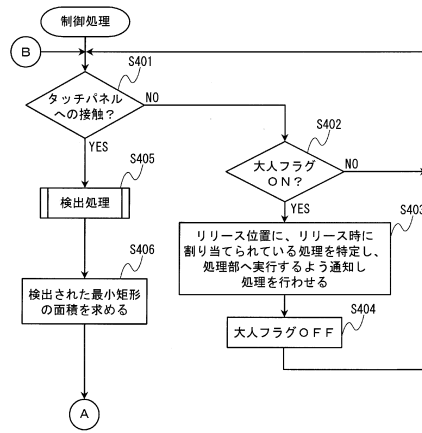 制御処理
B
S401
タッチパネル
への接触？
NO
YES
S402
大人フラグ
ON？
NO
YES
S405
検出処理
S403
リリース位置に、リリース時に
割り当てられている処理を特定し、
処理部へ実行するよう通知し
処理を行わせる
S406
検出された最小矩形
の面積を求める
S404
大人フラグOFF
A